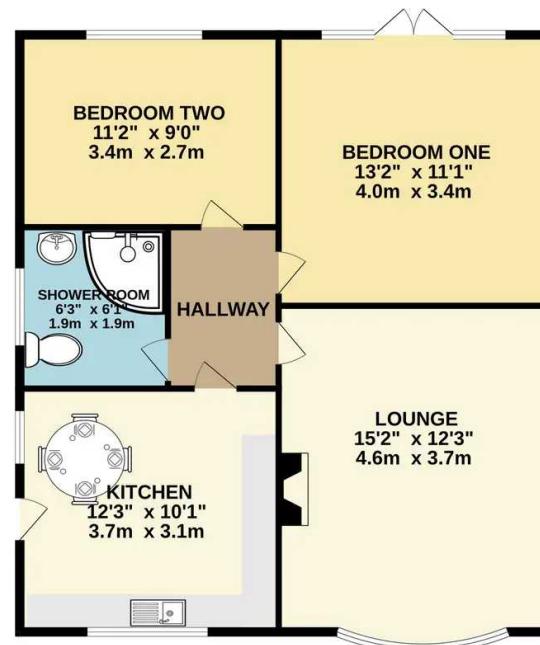 BEDROOM TWO
11'2" x 9'0"
3.4m x 2.7m
BEDROOM ONE
13'2" x 11'1"
4.0m x 3.4m
SHOWER ROOM
6'3" x 6'1"
1.9m x 1.9m
HALLWAY
LOUNGE
15'2" x 12'3"
4.6m x 3.7m
KITCHEN
12'3" x 10'1"
3.7m x 3.1m